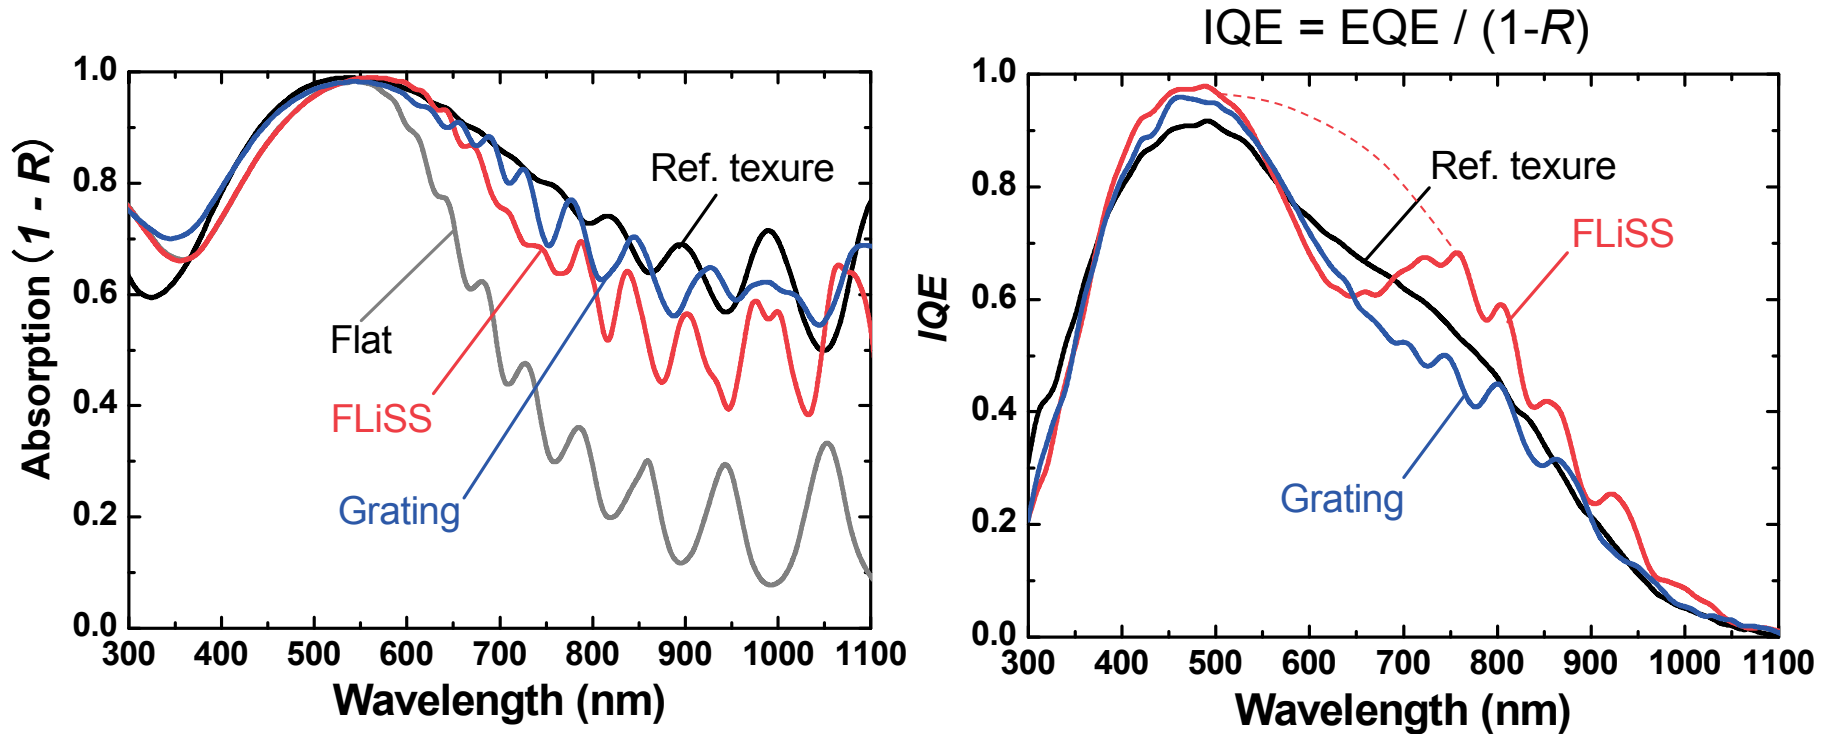 IQE = EQE / (1-R)
1.0
0.8
0.6
0.4
0.2
0.0
300 400 500 600 700 800 900 1000 1100
Absorption (1 - R)
Wavelength (nm)
Ref. texure
Flat
FLiSS
Grating
1.0
0.8
0.6
0.4
0.2
0.0
300 400 500 600 700 800 900 1000 1100
IQE
Wavelength (nm)
Ref. texure
FLiSS
Grating